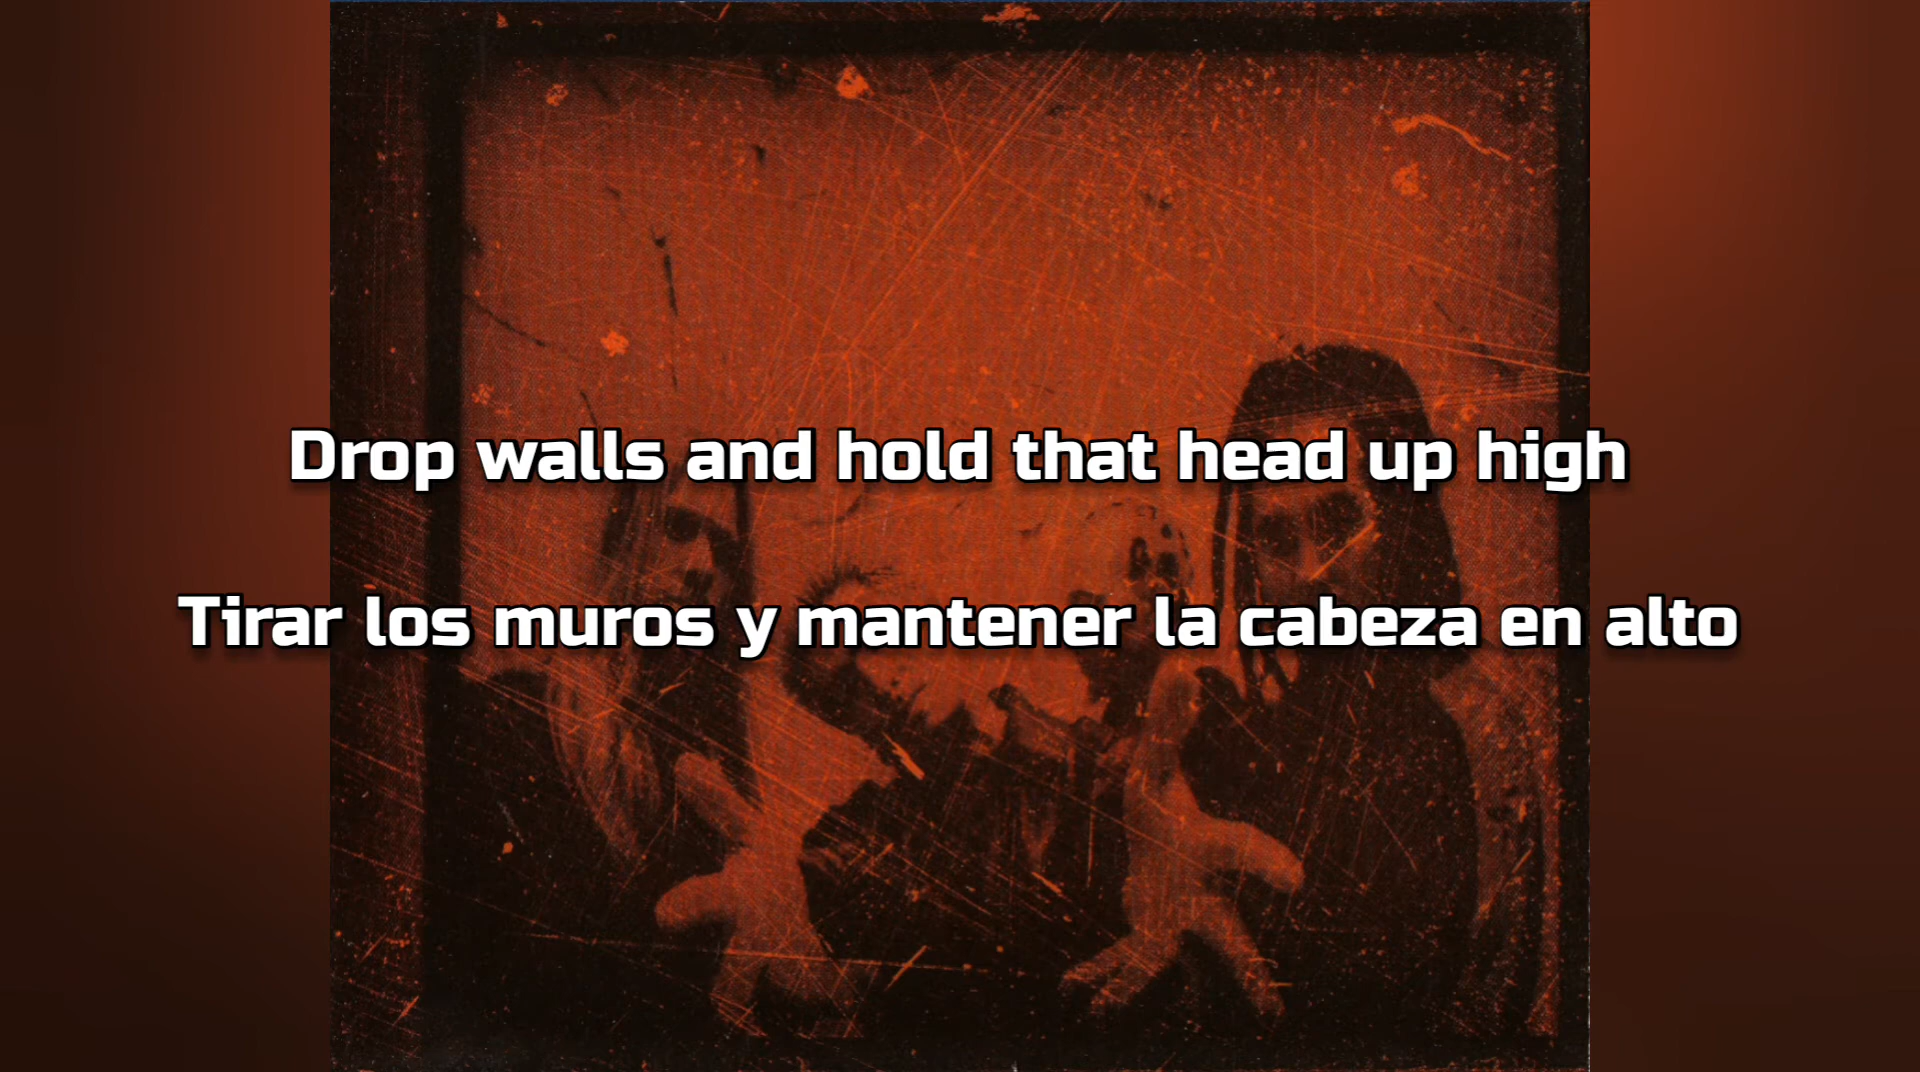 Drop walls and hold that head up high
Tirar los muros y mantener la cabeza en alto